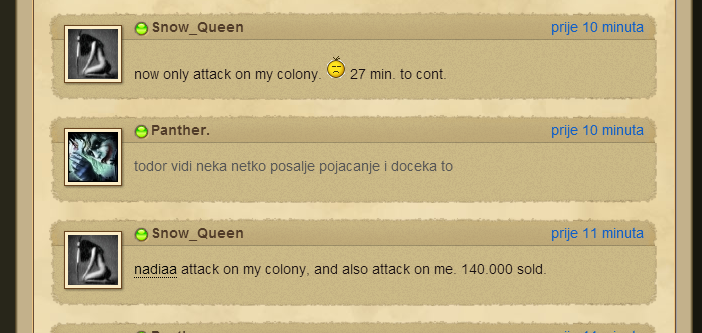 Snow_Queen prije 10 minuta
now only attack on my colony. 27 min. to cont.
Panther. prije 10 minuta
todor vidi neka netko posalje pojacanje i doceka to
Snow_Queen prije 11 minuta
nadiaa attack on my colony, and also attack on me. 140.000 sold.